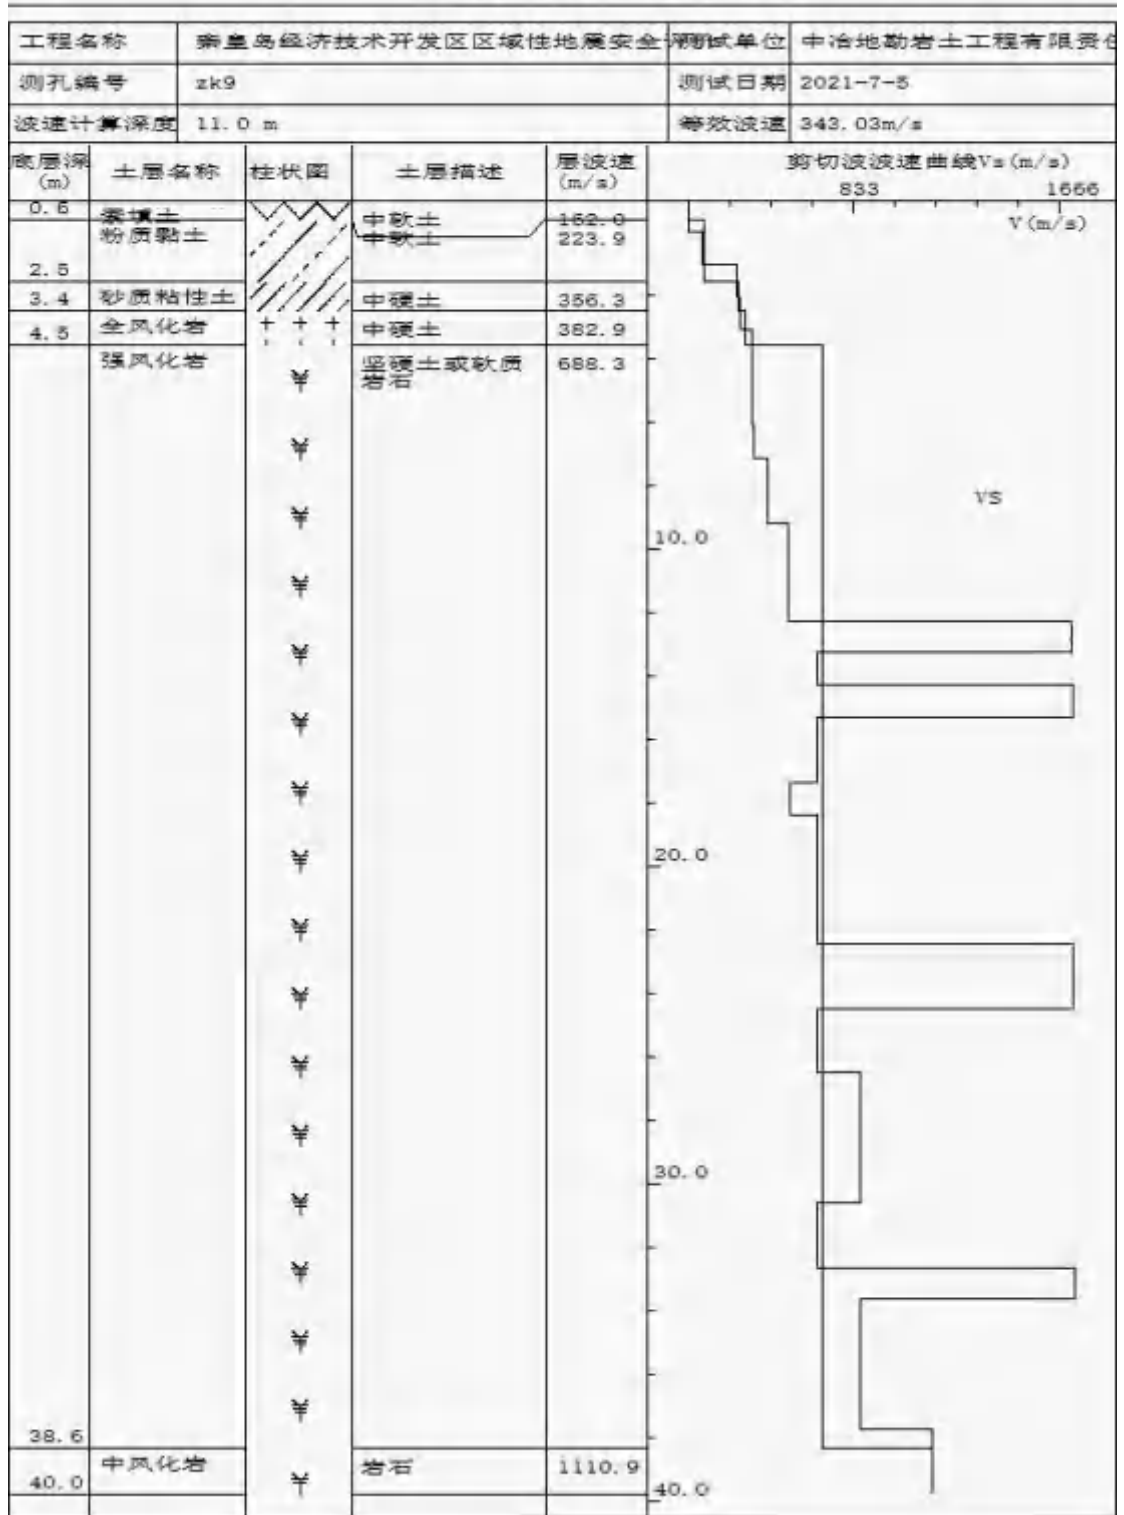 工程名称 秦皇岛经济技术开发区区域性地震安全 测试单位 中冶地勘岩土工程有限责任
测孔编号 zk9 测试日期 2021-7-5
波速计算深度 11.0 m 等效波速 343.03m/s
底层深(m) 土层名称 柱状图 土层描述 层波速(m/s) 剪切波波速曲线Vs(m/s)
833 1666
V(m/s)
0.6 素填土 中软土 162.0
粉质黏土 中软土 223.9
2.5
3.4 砂质粘性土 中硬土 356.3
4.5 全风化岩 中硬土 382.9
强风化岩 坚硬土或软质岩石 688.3
VS
10.0
20.0
30.0
38.6
中风化岩 岩石 1110.9
40.0 40.0